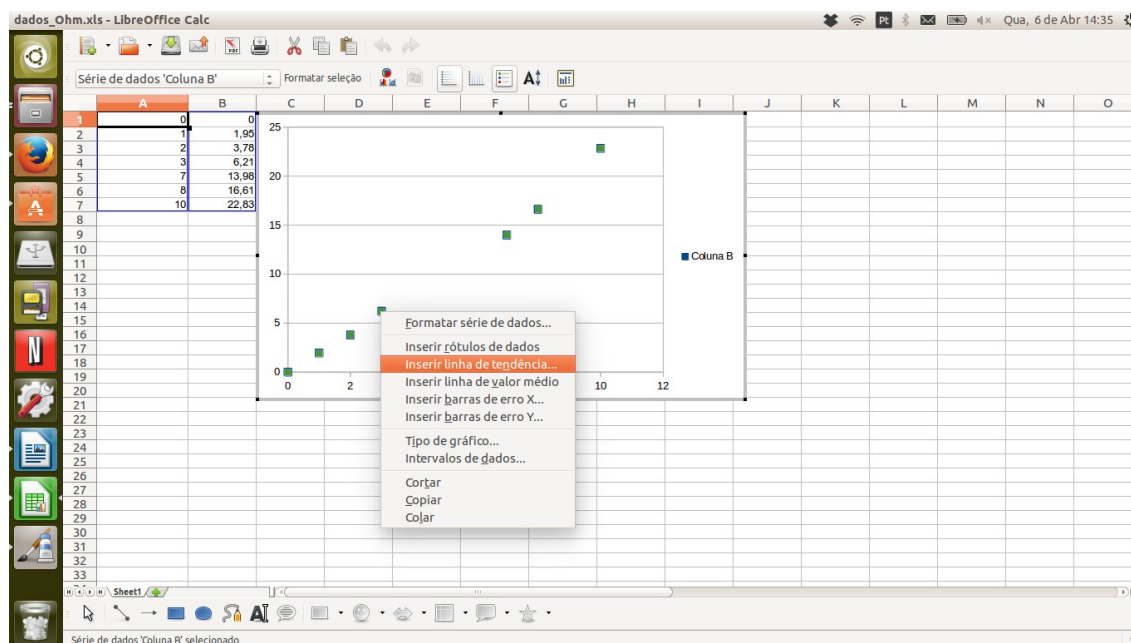 dados_Ohm.xls - LibreOffice Calc
Pt
Qua, 6 de Abr 14:35
Série de dados 'Coluna B'
Formatar seleção
A B C D E F G H I J K L M N O
1 0 0
2 1 1,95
3 2 3,78
4 3 6,21
5 7 13,98
6 8 16,61
7 10 22,83
8
9
10
11
12
13
14
15
16
17
18
19
20
21
22
23
24
25
26
27
28
29
30
31
32
33
25
20
15
10
5
0
0 2 10 12
Coluna B
Formatar série de dados...
Inserir rótulos de dados
Inserir linha de tendência...
Inserir linha de valor médio
Inserir barras de erro X...
Inserir barras de erro Y...
Tipo de gráfico...
Intervalos de dados...
Cortar
Copiar
Colar
Sheet1
Série de dados 'Coluna B' selecionado